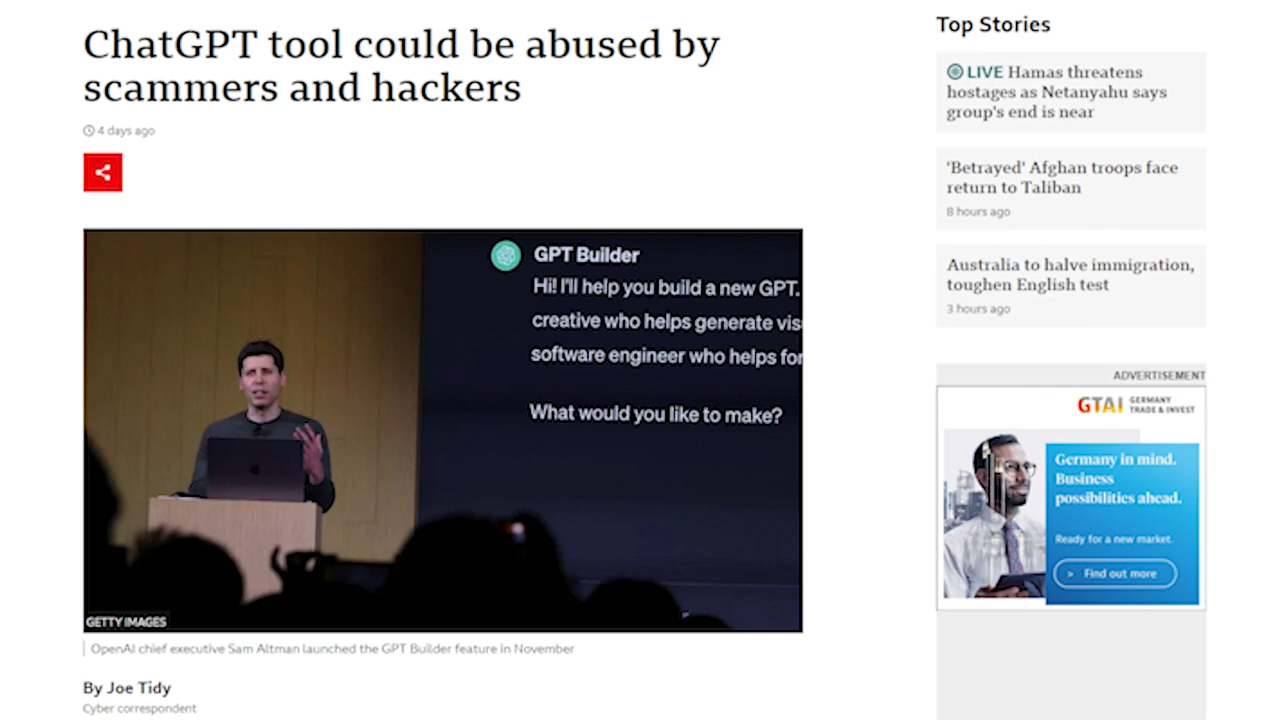 ChatGPT tool could be abused by
scammers and hackers
4 days ago
GPT Builder
Hi! I'll help you build a new GPT.
creative who helps generate vis
software engineer who helps for
What would you like to make?
GETTY IMAGES
OpenAI chief executive Sam Altman launched the GPT Builder feature in November
By Joe Tidy
Cyber correspondent
Top Stories
LIVE Hamas threatens
hostages as Netanyahu says
group's end is near
'Betrayed' Afghan troops face
return to Taliban
8 hours ago
Australia to halve immigration,
toughen English test
3 hours ago
ADVERTISEMENT
GTAI GERMANY
TRADE & INVEST
Germany in mind.
Business
possibilities ahead.
Ready for a new market.
> Find out more